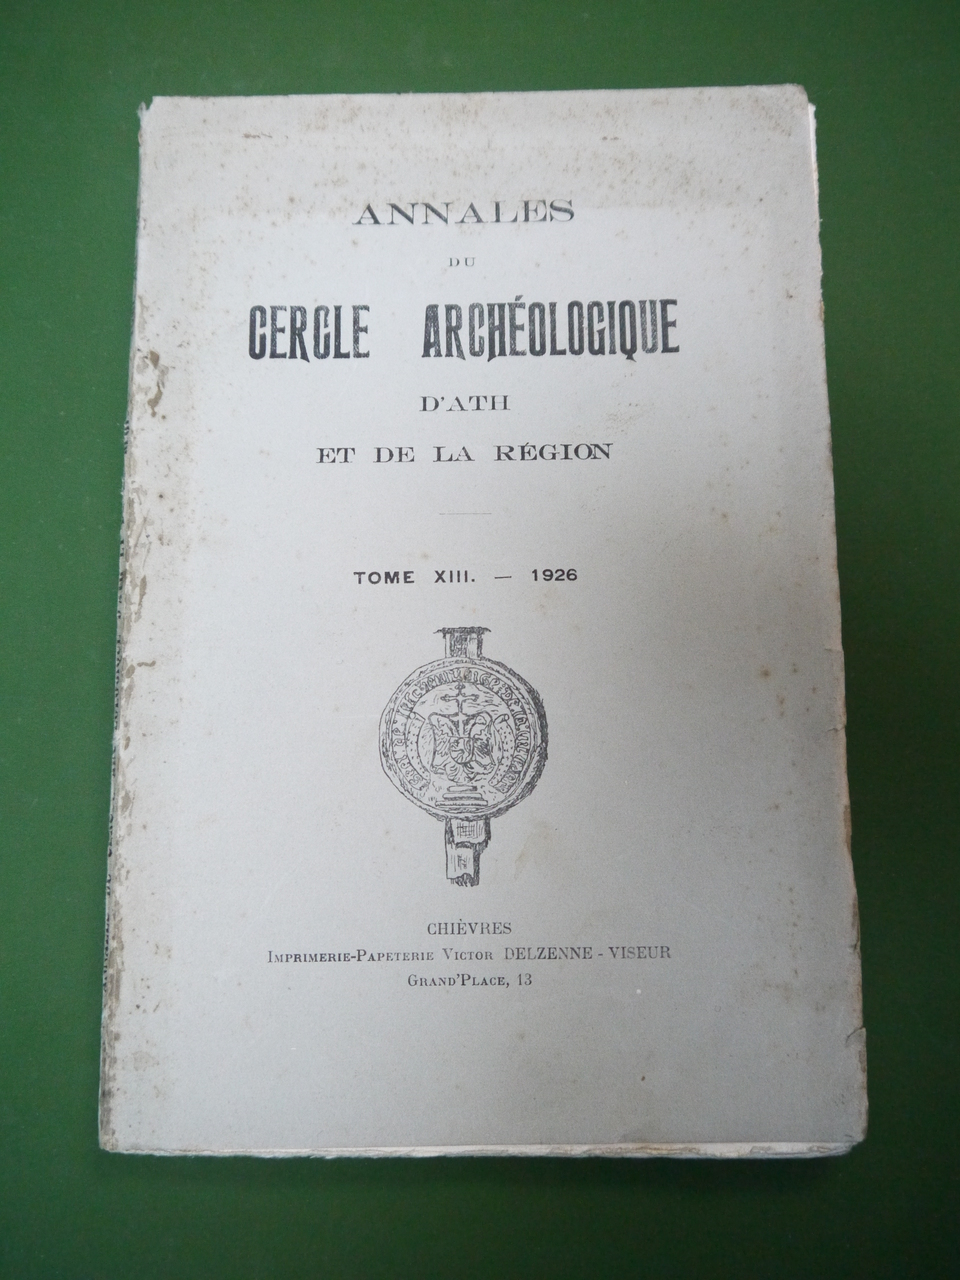 ANNALES
DU
CERCLE ARCHÉOLOGIQUE
D'ATH
ET DE LA RÉGION
TOME XIII. — 1926
CHIÈVRES
IMPRIMERIE-PAPETERIE VICTOR DELZENNE-VISEUR
GRAND'PLACE, 13